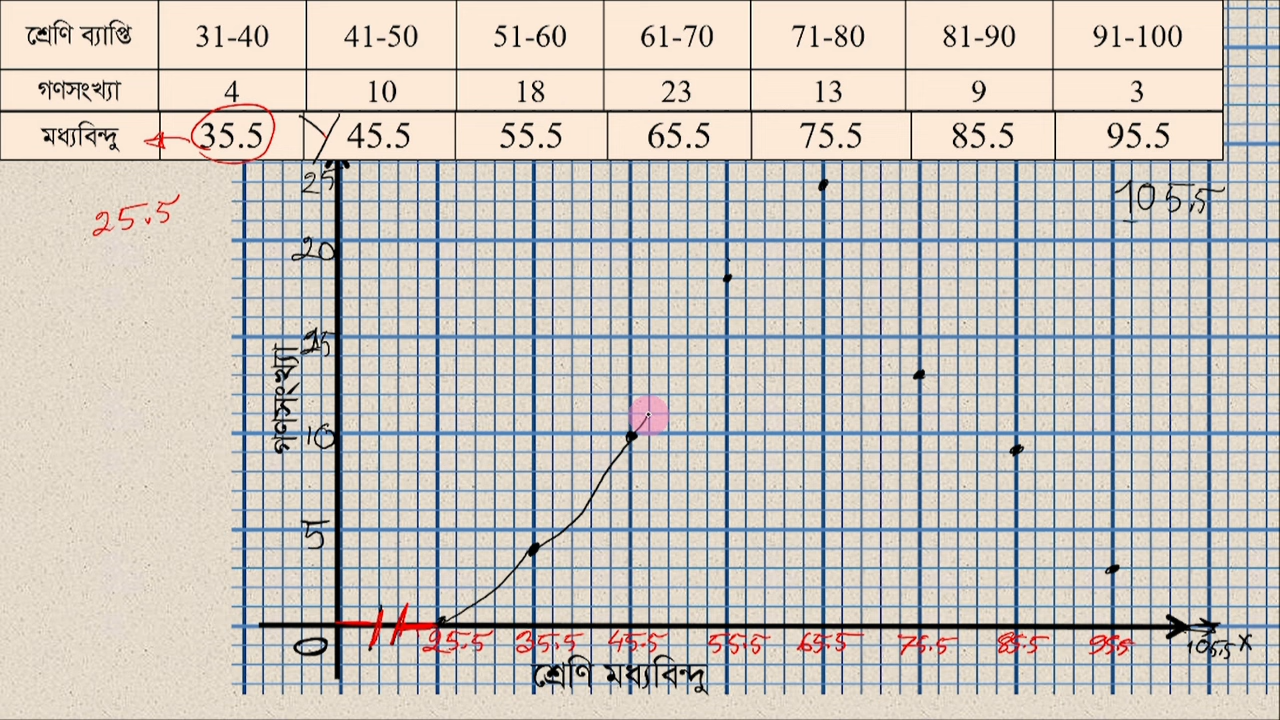 শ্রেণি ব্যাপ্তি 31-40 41-50 51-60 61-70 71-80 81-90 91-100
গণসংখ্যা 4 10 18 23 13 9 3
মধ্যবিন্দু 35.5 45.5 55.5 65.5 75.5 85.5 95.5
y
25
25.5
105.5
20
15
গণসংখ্যা
10
5
0
25.5 35.5 45.5 55.5 65.5 75.5 85.5 95.5 105.5 x
শ্রেণি মধ্যবিন্দু